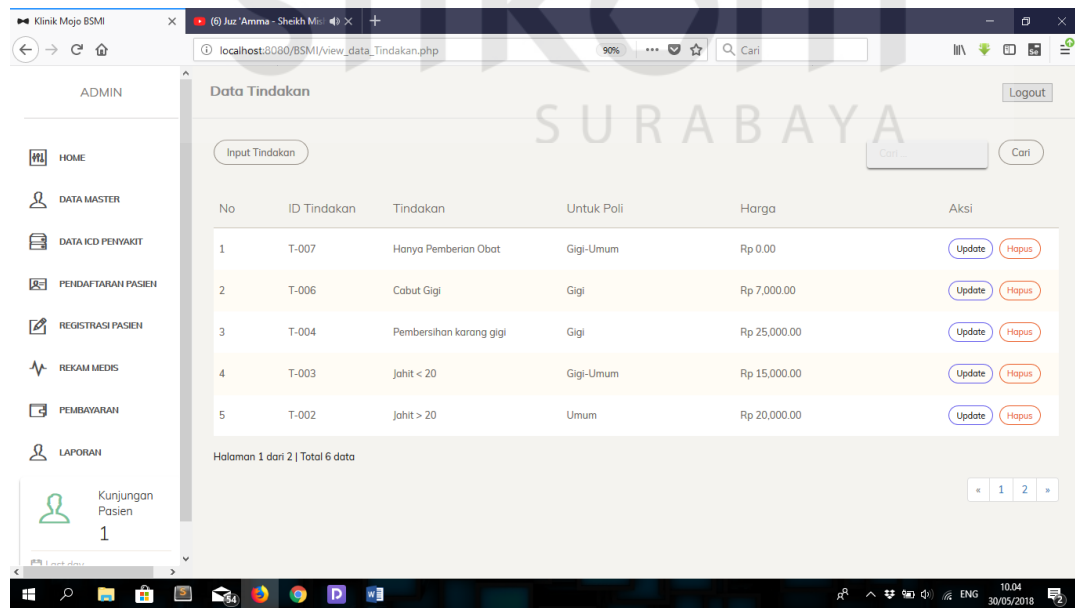 Klinik Mojo BSMI
(6) Juz 'Amma - Sheikh Mis
localhost:8080/BSMI/view_data_Tindakan.php
90%
Cari
ADMIN
Data Tindakan
Logout
SURABAYA
Input Tindakan
Cari ...
Cari
HOME
DATA MASTER
DATA ICD PENYAKIT
PENDAFTARAN PASIEN
REGISTRASI PASIEN
REKAM MEDIS
PEMBAYARAN
LAPORAN
Kunjungan
Pasien
1
Last day
No ID Tindakan Tindakan Untuk Poli Harga Aksi
1 T-007 Hanya Pemberian Obat Gigi-Umum Rp 0.00 Update Hapus
2 T-006 Cabut Gigi Gigi Rp 7,000.00 Update Hapus
3 T-004 Pembersihan karang gigi Gigi Rp 25,000.00 Update Hapus
4 T-003 Jahit < 20 Gigi-Umum Rp 15,000.00 Update Hapus
5 T-002 Jahit > 20 Umum Rp 20,000.00 Update Hapus
Halaman 1 dari 2 | Total 6 data
« 1 2 »
54
ENG
10.04
30/05/2018
2